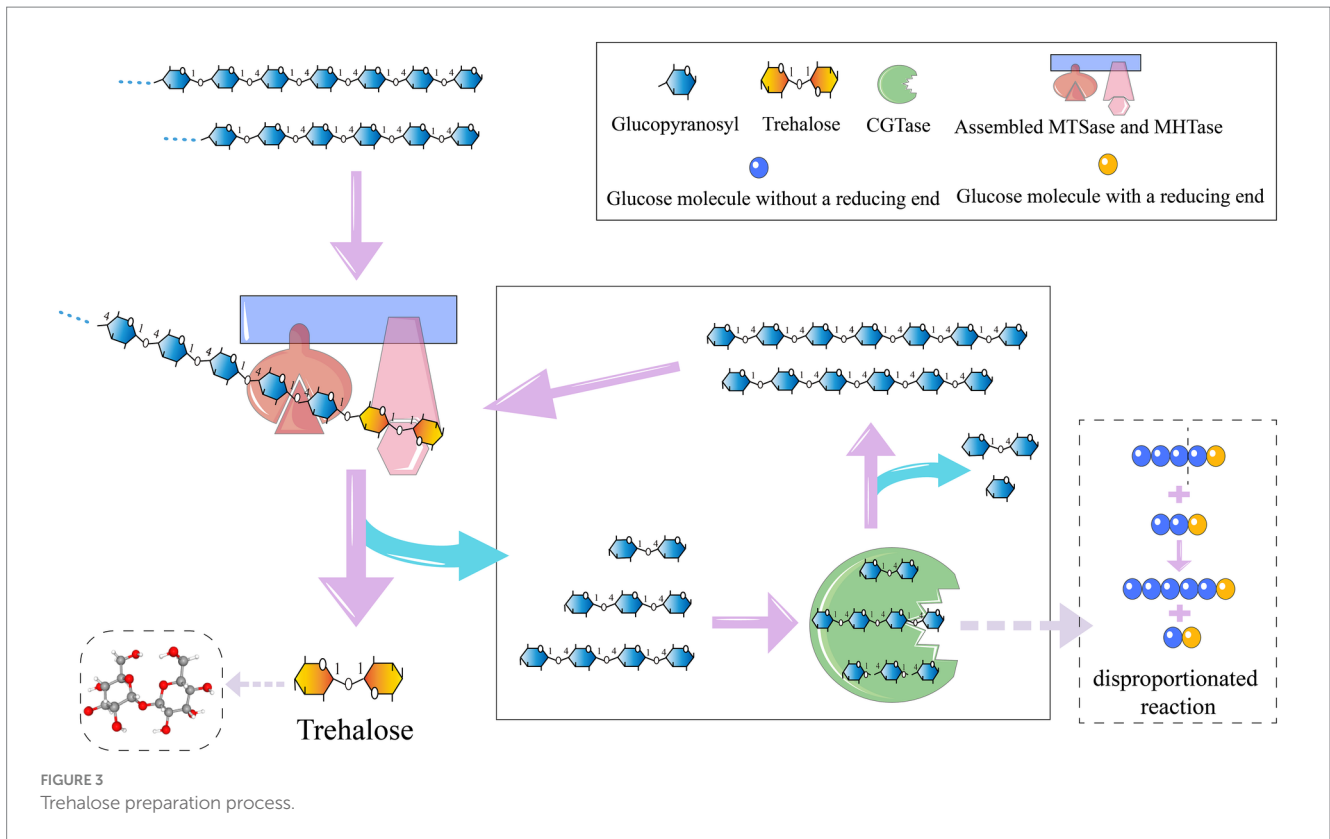 Glucopyranosyl
Trehalose
CGTase
Assembled MTSase and MHTase
Glucose molecule without a reducing end
Glucose molecule with a reducing end
disproportionated
reaction
Trehalose
FIGURE 3
Trehalose preparation process.